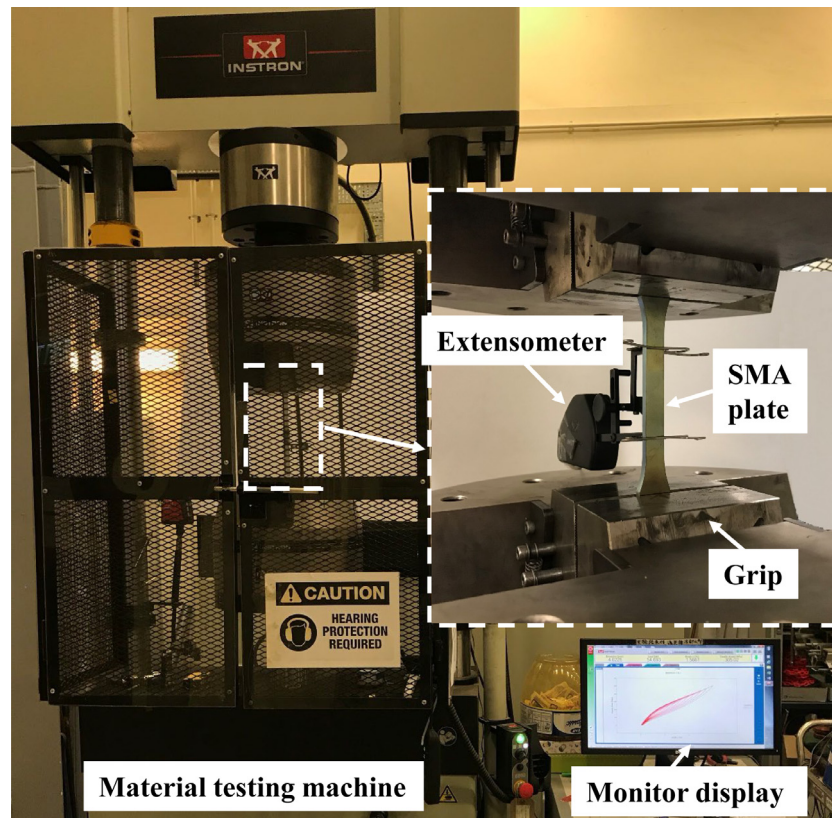 INSTRON
Extensometer
SMA
plate
Grip
CAUTION
HEARING
PROTECTION
REQUIRED
Material testing machine
Monitor display